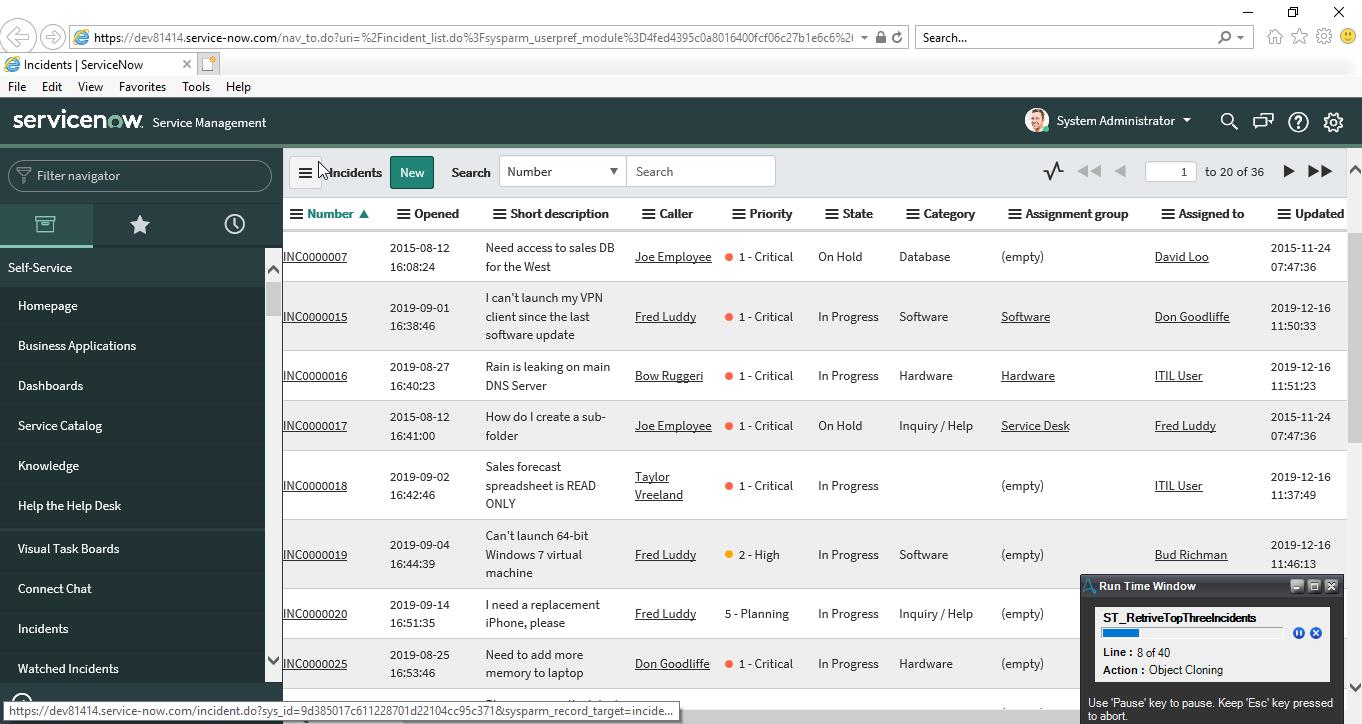 https://dev81414.service-now.com/nav_to.do?uri=%2Fincident_list.do%3Fsysparm_userpref_module%3D4fed4395c0a8016400fcf06c27b1e6c6%2
Search...
Incidents | ServiceNow
File Edit View Favorites Tools Help
servicenow. Service Management
System Administrator
Filter navigator
Incidents New Search Number Search
1 to 20 of 36
Number Opened Short description Caller Priority State Category Assignment group Assigned to Updated
Self-Service
Homepage
Business Applications
Dashboards
Service Catalog
Knowledge
Help the Help Desk
Visual Task Boards
Connect Chat
Incidents
Watched Incidents
INC0000007 2015-08-12 16:08:24 Need access to sales DB for the West Joe Employee 1 - Critical On Hold Database (empty) David Loo 2015-11-24 07:47:36
INC0000015 2019-09-01 16:38:46 I can't launch my VPN client since the last software update Fred Luddy 1 - Critical In Progress Software Software Don Goodliffe 2019-12-16 11:50:33
INC0000016 2019-08-27 16:40:23 Rain is leaking on main DNS Server Bow Ruggeri 1 - Critical In Progress Hardware Hardware ITIL User 2019-12-16 11:51:23
INC0000017 2015-08-12 16:41:00 How do I create a sub-folder Joe Employee 1 - Critical On Hold Inquiry / Help Service Desk Fred Luddy 2015-11-24 07:47:36
INC0000018 2019-09-02 16:42:46 Sales forecast spreadsheet is READ ONLY Taylor Vreeland 1 - Critical In Progress (empty) ITIL User 2019-12-16 11:37:49
INC0000019 2019-09-04 16:44:39 Can't launch 64-bit Windows 7 virtual machine Fred Luddy 2 - High In Progress Software (empty) Bud Richman 2019-12-16 11:46:13
INC0000020 2019-09-14 16:51:35 I need a replacement iPhone, please Fred Luddy 5 - Planning In Progress Inquiry / Help (empty)
INC0000025 2019-08-25 16:53:46 Need to add more memory to laptop Don Goodliffe 1 - Critical In Progress Hardware (empty)
Run Time Window
ST_RetriveTopThreeIncidents
Line : 8 of 40
Action : Object Cloning
Use 'Pause' key to pause. Keep 'Esc' key pressed
to abort.
https://dev81414.service-now.com/incident.do?sys_id=9d385017c611228701d22104cc95c371&sysparm_record_target=incide...